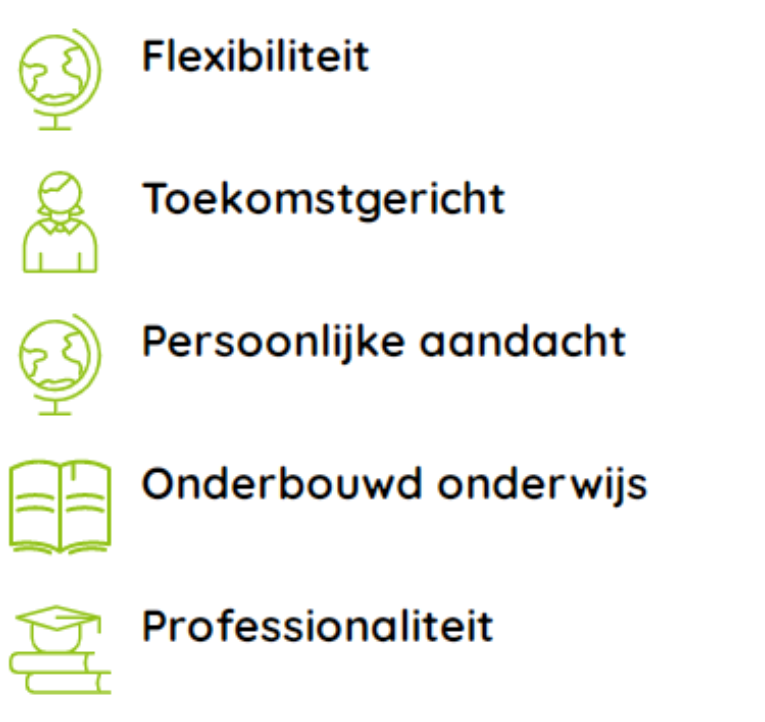 Flexibiliteit
Toekomstgericht
Persoonlijke aandacht
Onderbouwd onderwijs
Professionaliteit